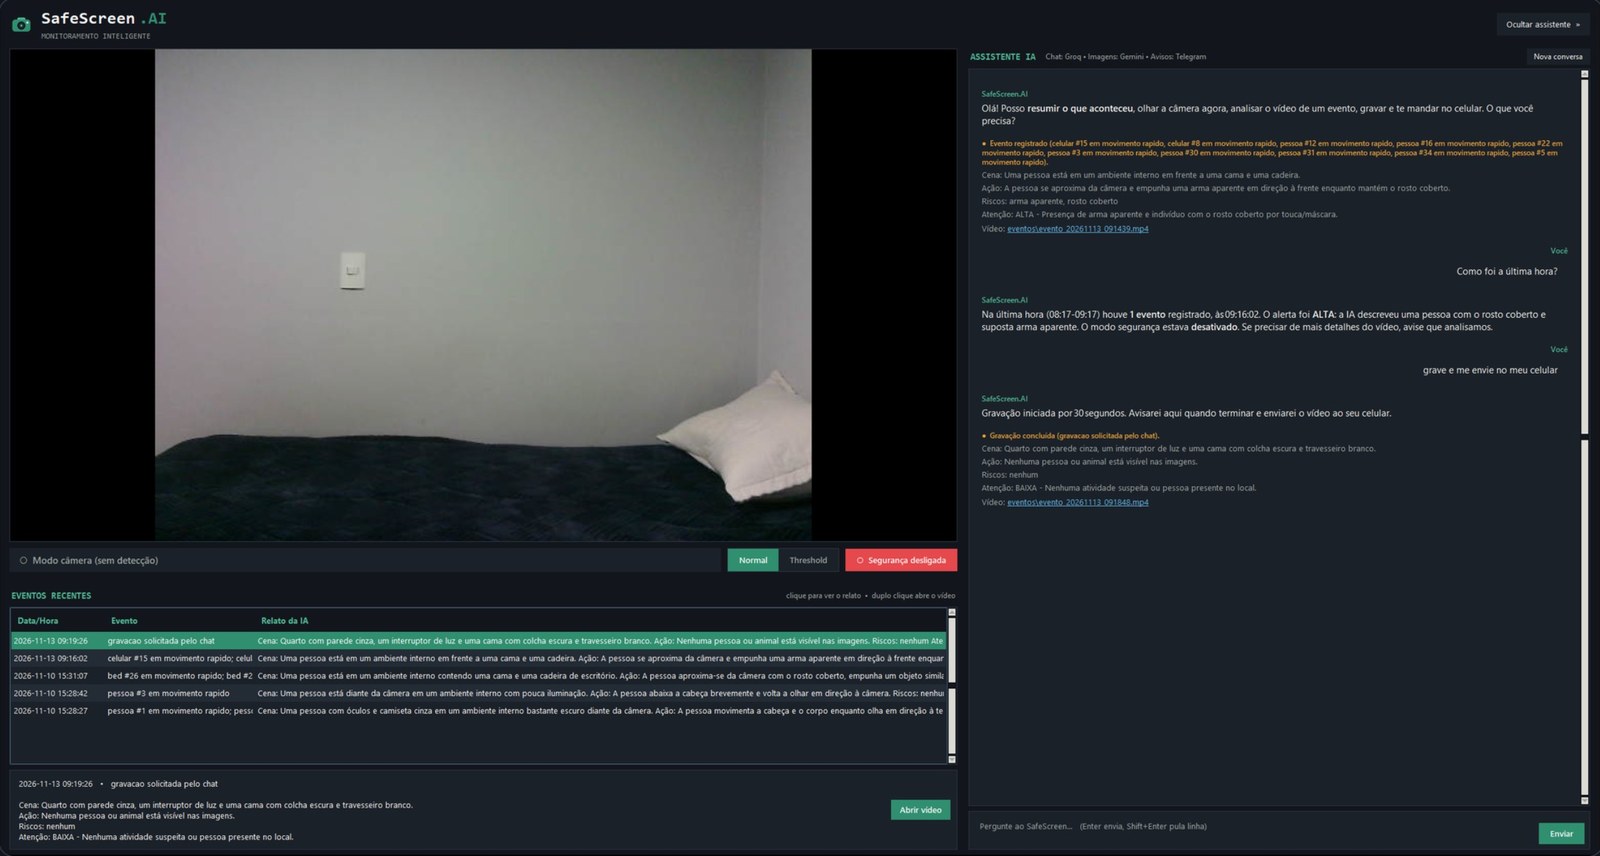 SafeScreen.AI
MONITORAMENTO INTELIGENTE
Ocultar assistente »
ASSISTENTE IA Chat: Groq • Imagens: Gemini • Avisos: Telegram
Nova conversa
SafeScreen.AI
Olá! Posso resumir o que aconteceu, olhar a câmera agora, analisar o vídeo de um evento, gravar e te mandar no celular. O que você
precisa?
• Evento registrado (celular #15 em movimento rapido, celular #8 em movimento rapido, pessoa #12 em movimento rapido, pessoa #16 em movimento rapido, pessoa #22 em
movimento rapido, pessoa #3 em movimento rapido, pessoa #30 em movimento rapido, pessoa #31 em movimento rapido, pessoa #34 em movimento rapido, pessoa #5 em
movimento rapido).
Cena: Uma pessoa está em um ambiente interno em frente a uma cama e uma cadeira.
Ação: A pessoa se aproxima da câmera e empunha uma arma aparente em direção à frente enquanto mantém o rosto coberto.
Riscos: arma aparente, rosto coberto
Atenção: ALTA - Presença de arma aparente e indivíduo com o rosto coberto por touca/máscara.
Vídeo: eventos\evento_20261113_091439.mp4
Você
Como foi a última hora?
SafeScreen.AI
Na última hora (08:17-09:17) houve 1 evento registrado, às 09:16:02. O alerta foi ALTA: a IA descreveu uma pessoa com o rosto coberto e
suposta arma aparente. O modo segurança estava desativado. Se precisar de mais detalhes do vídeo, avise que analisamos.
Você
grave e me envie no meu celular
SafeScreen.AI
Gravação iniciada por 30 segundos. Avisarei aqui quando terminar e enviarei o vídeo ao seu celular.
• Gravação concluída (gravacao solicitada pelo chat).
Cena: Quarto com parede cinza, um interruptor de luz e uma cama com colcha escura e travesseiro branco.
Ação: Nenhuma pessoa ou animal está visível nas imagens.
Riscos: nenhum
Atenção: BAIXA - Nenhuma atividade suspeita ou pessoa presente no local.
Vídeo: eventos\evento_20261113_091848.mp4
Pergunte ao SafeScreen... (Enter envia, Shift+Enter pula linha)
Enviar
Modo câmera (sem detecção)
Normal
Threshold
Segurança desligada
EVENTOS RECENTES
clique para ver o relato • duplo clique abre o vídeo
Data/Hora Evento Relato da IA
2026-11-13 09:19:26 gravacao solicitada pelo chat Cena: Quarto com parede cinza, um interruptor de luz e uma cama com colcha escura e travesseiro branco. Ação: Nenhuma pessoa ou animal está visível nas imagens. Riscos: nenhum Ate
2026-11-13 09:16:02 celular #15 em movimento rapido; celul Cena: Uma pessoa está em um ambiente interno em frente a uma cama e uma cadeira. Ação: A pessoa se aproxima da câmera e empunha uma arma aparente em direção à frente enquar
2026-11-10 15:31:07 bed #26 em movimento rapido; bed #2 Cena: Uma pessoa está em um ambiente interno contendo uma cama e uma cadeira de escritório. Ação: A pessoa aproxima-se da câmera com o rosto coberto, empunha um objeto simila
2026-11-10 15:28:42 pessoa #3 em movimento rapido Cena: Uma pessoa está diante da câmera em um ambiente interno com pouca iluminação. Ação: A pessoa abaixa a cabeça brevemente e volta a olhar em direção à câmera. Riscos: nenhu
2026-11-10 15:28:27 pessoa #1 em movimento rapido; pess Cena: Uma pessoa com óculos e camiseta cinza em um ambiente interno bastante escuro diante da câmera. Ação: A pessoa movimenta a cabeça e o corpo enquanto olha em direção à te
2026-11-13 09:19:26 • gravacao solicitada pelo chat
Cena: Quarto com parede cinza, um interruptor de luz e uma cama com colcha escura e travesseiro branco.
Ação: Nenhuma pessoa ou animal está visível nas imagens.
Riscos: nenhum
Atenção: BAIXA - Nenhuma atividade suspeita ou pessoa presente no local.
Abrir vídeo